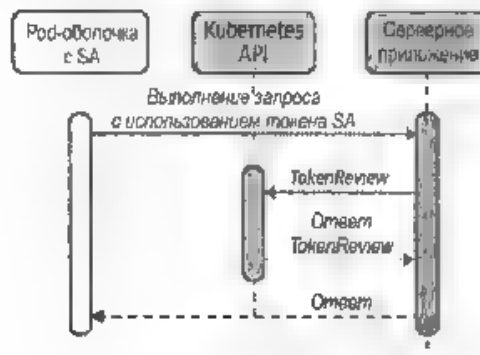 Pod-оболочка
с SA
Kubernetes
API
Серверное
приложение
Выполнение запроса
с использованием токена SA
TokenReview
Ответ
TokenReview
Ответ